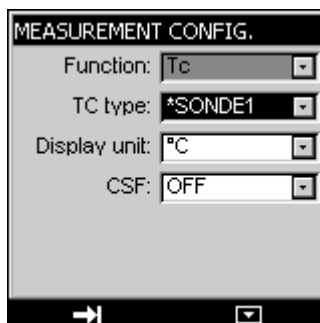 MEASUREMENT CONFIG.
Function: Tc
TC type: *SONDE1
Display unit: °C
CSF: OFF